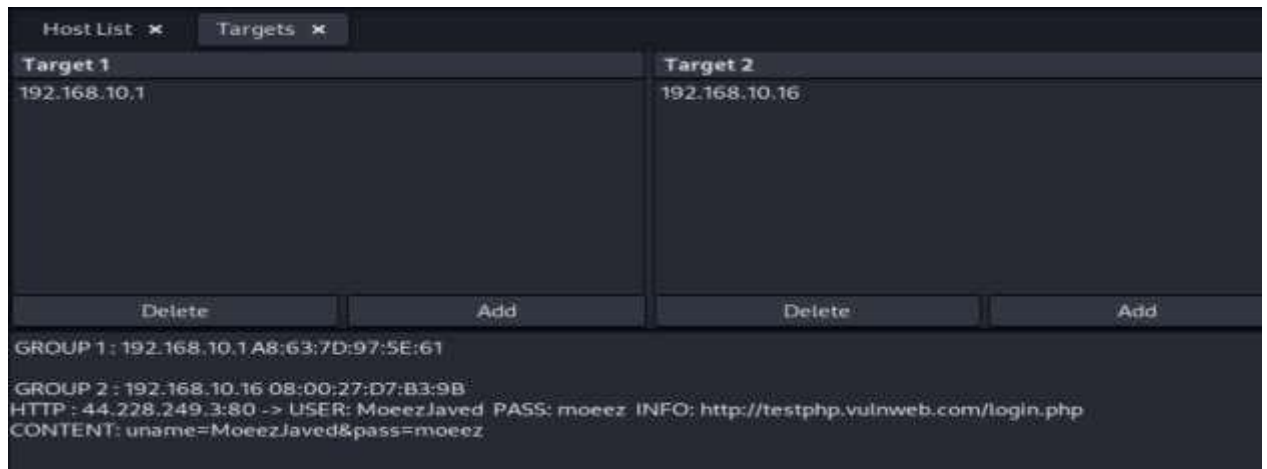 Host List ✖ Targets ✖
Target 1 Target 2
192.168.10.1 192.168.10.16
Delete Add Delete Add
GROUP 1 : 192.168.10.1 A8:63:7D:97:5E:61
GROUP 2 : 192.168.10.16 08:00:27:D7:B3:9B
HTTP : 44.228.249.3:80 -> USER: MoeezJaved PASS: moeez INFO: http://testphp.vulnweb.com/login.php
CONTENT: uname=MoeezJaved&pass=moeez